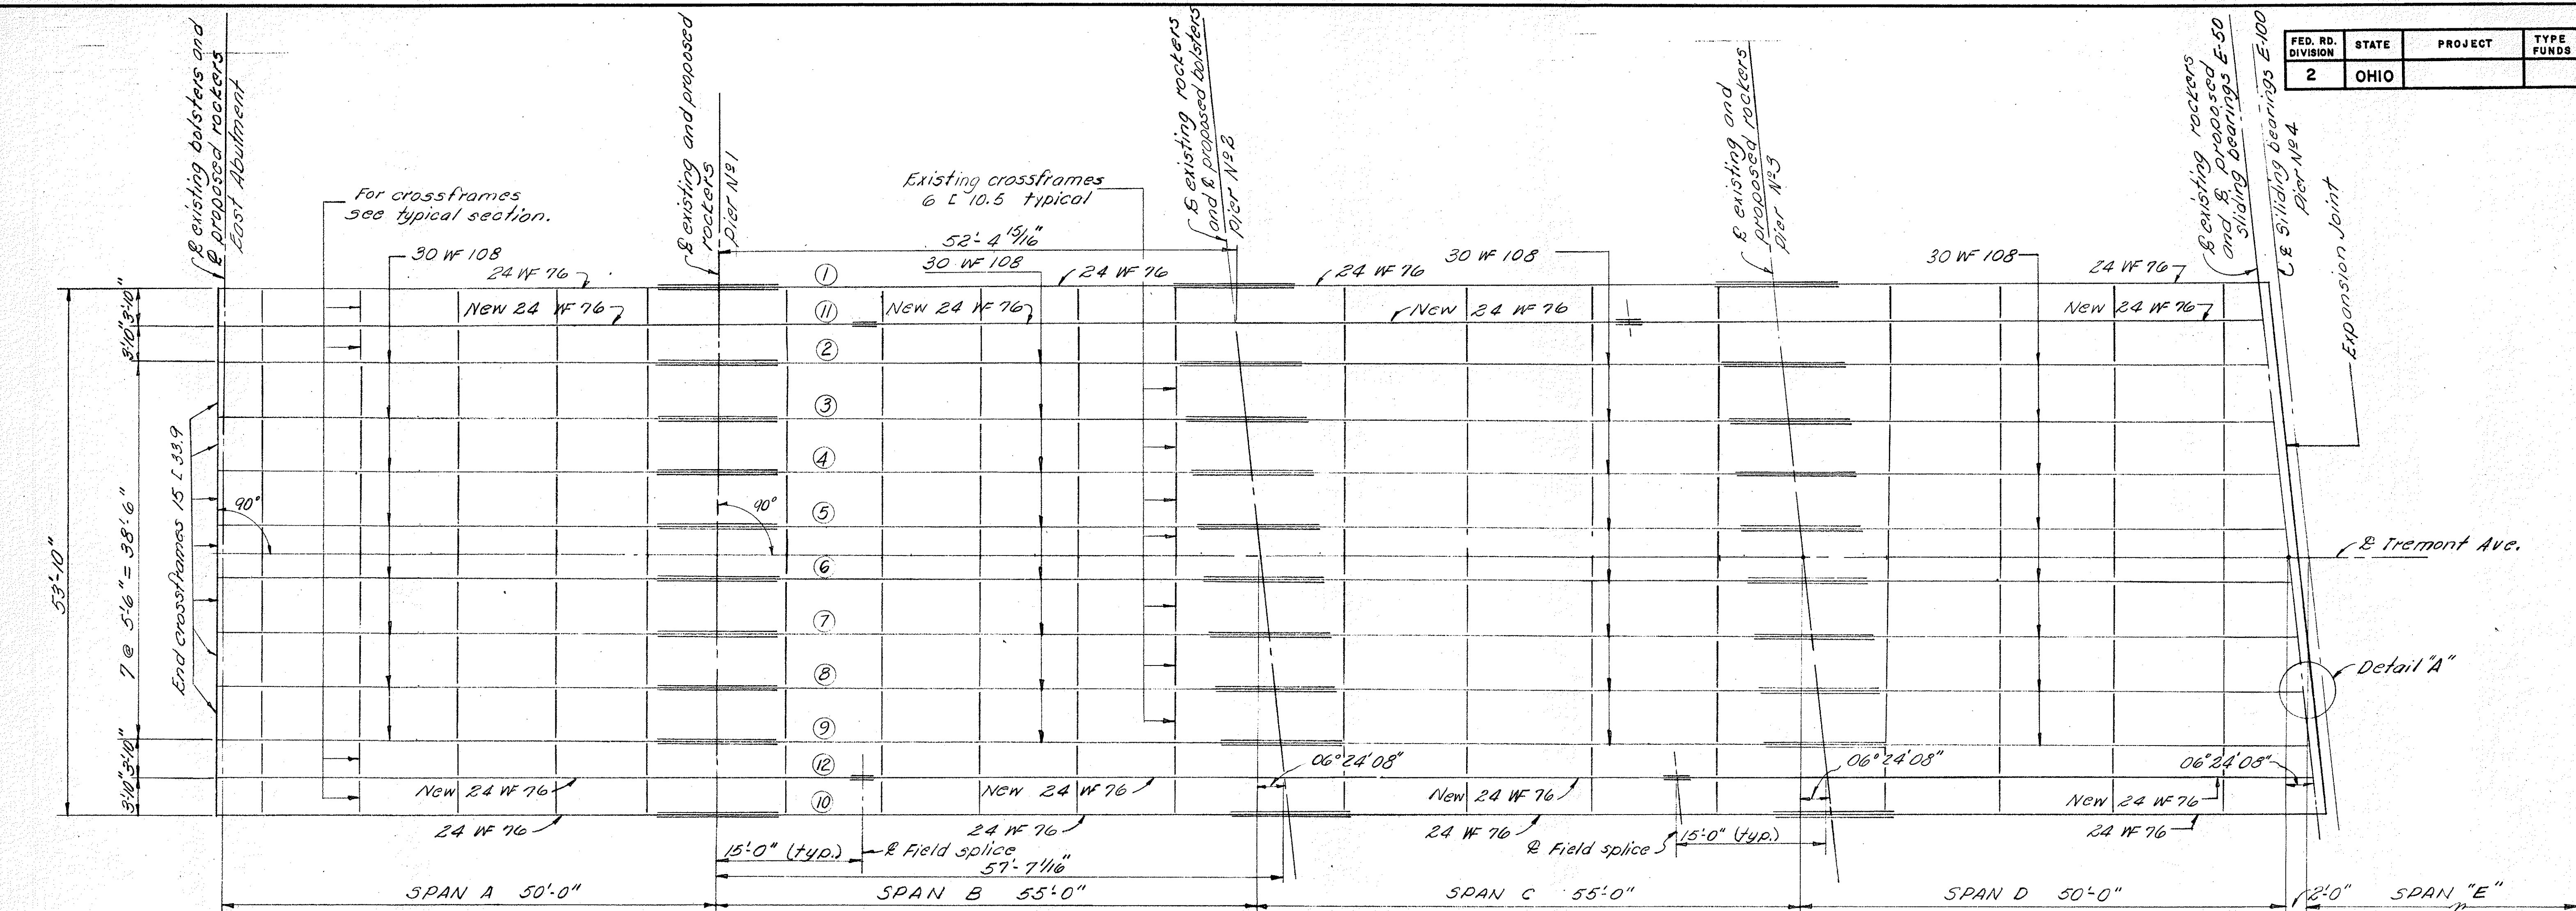 FED. RD. DIVISION
STATE
PROJECT
TYPE FUNDS
2
OHIO
℄ existing bolsters and
℄ proposed rockers
East Abutment
℄ existing and proposed
rockers
Pier Nº1
℄ existing rockers
and ℄ proposed bolsters
Pier Nº2
℄ existing and
proposed rockers
Pier Nº3
℄ existing rockers
and ℄ proposed
sliding bearings E-50
℄ Siliding bearings E-100
Pier Nº4
Expansion Joint
For crossframes
see typical section.
Existing crossframes
6 [ 10.5 typical
52'-4 15/16"
30 WF 108
24 WF 76
30 WF 108
24 WF 76
24 WF 76
30 WF 108
30 WF 108
24 WF 76
①
New 24 WF 76
⑪
New 24 WF 76
New 24 WF 76
New 24 WF 76
②
③
④
⑤
⑥
⑦
⑧
⑨
⑫
⑩
3'-10" 3'-10"
7 @ 5'-6" = 38'-6"
3'-10" 3'-10"
53'-10"
End crossframes 15 [ 33.9
90°
90°
℄ Tremont Ave.
Detail "A"
06°24'08"
06°24'08"
06°24'08"
New 24 WF 76
New 24 WF 76
New 24 WF 76
New 24 WF 76
24 WF 76
24 WF 76
24 WF 76
24 WF 76
15'-0" (typ.)
℄ Field splice
℄ Field splice
15'-0" (typ.)
57'-7 1/16"
SPAN A 50'-0"
SPAN B 55'-0"
SPAN C 55'-0"
SPAN D 50'-0"
2'-0"
SPAN "E"